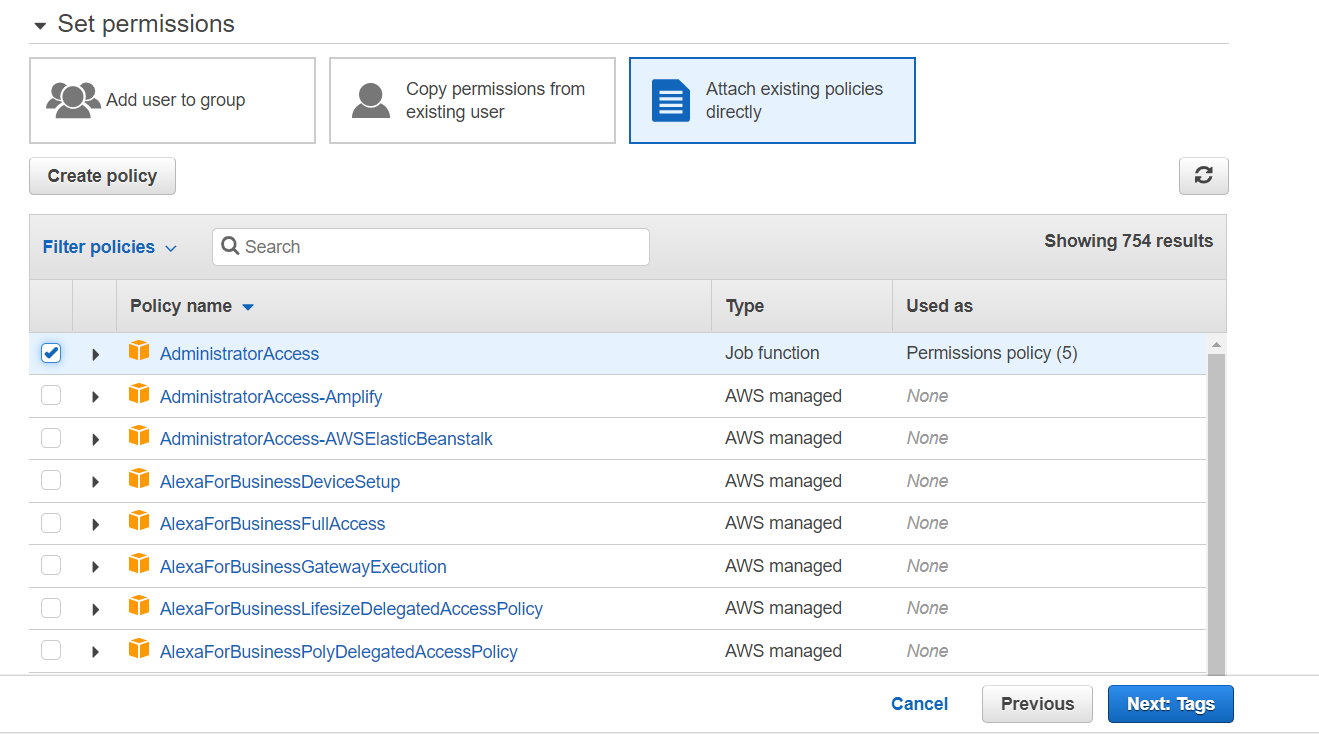 Set permissions
Add user to group
Copy permissions from
existing user
Attach existing policies
directly
Create policy
Filter policies
Search
Showing 754 results
Policy name
Type
Used as
AdministratorAccess
Job function
Permissions policy (5)
AdministratorAccess-Amplify
AWS managed
None
AdministratorAccess-AWSElasticBeanstalk
AWS managed
None
AlexaForBusinessDeviceSetup
AWS managed
None
AlexaForBusinessFullAccess
AWS managed
None
AlexaForBusinessGatewayExecution
AWS managed
None
AlexaForBusinessLifesizeDelegatedAccessPolicy
AWS managed
None
AlexaForBusinessPolyDelegatedAccessPolicy
AWS managed
None
Cancel
Previous
Next: Tags